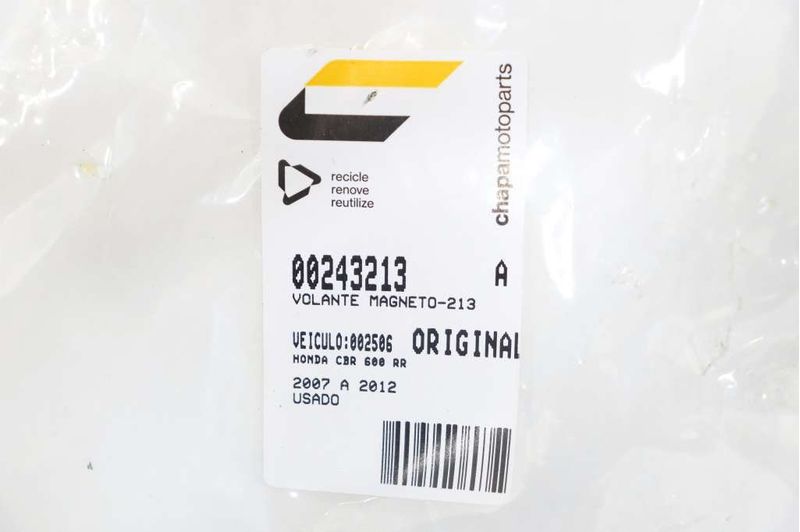 chapamotoparts
recicle
renove
reutilize
00243213 A
VOLANTE MAGNETO-213
VEICULO:002506 ORIGINAL
HONDA CBR 600 RR
2007 A 2012
USADO